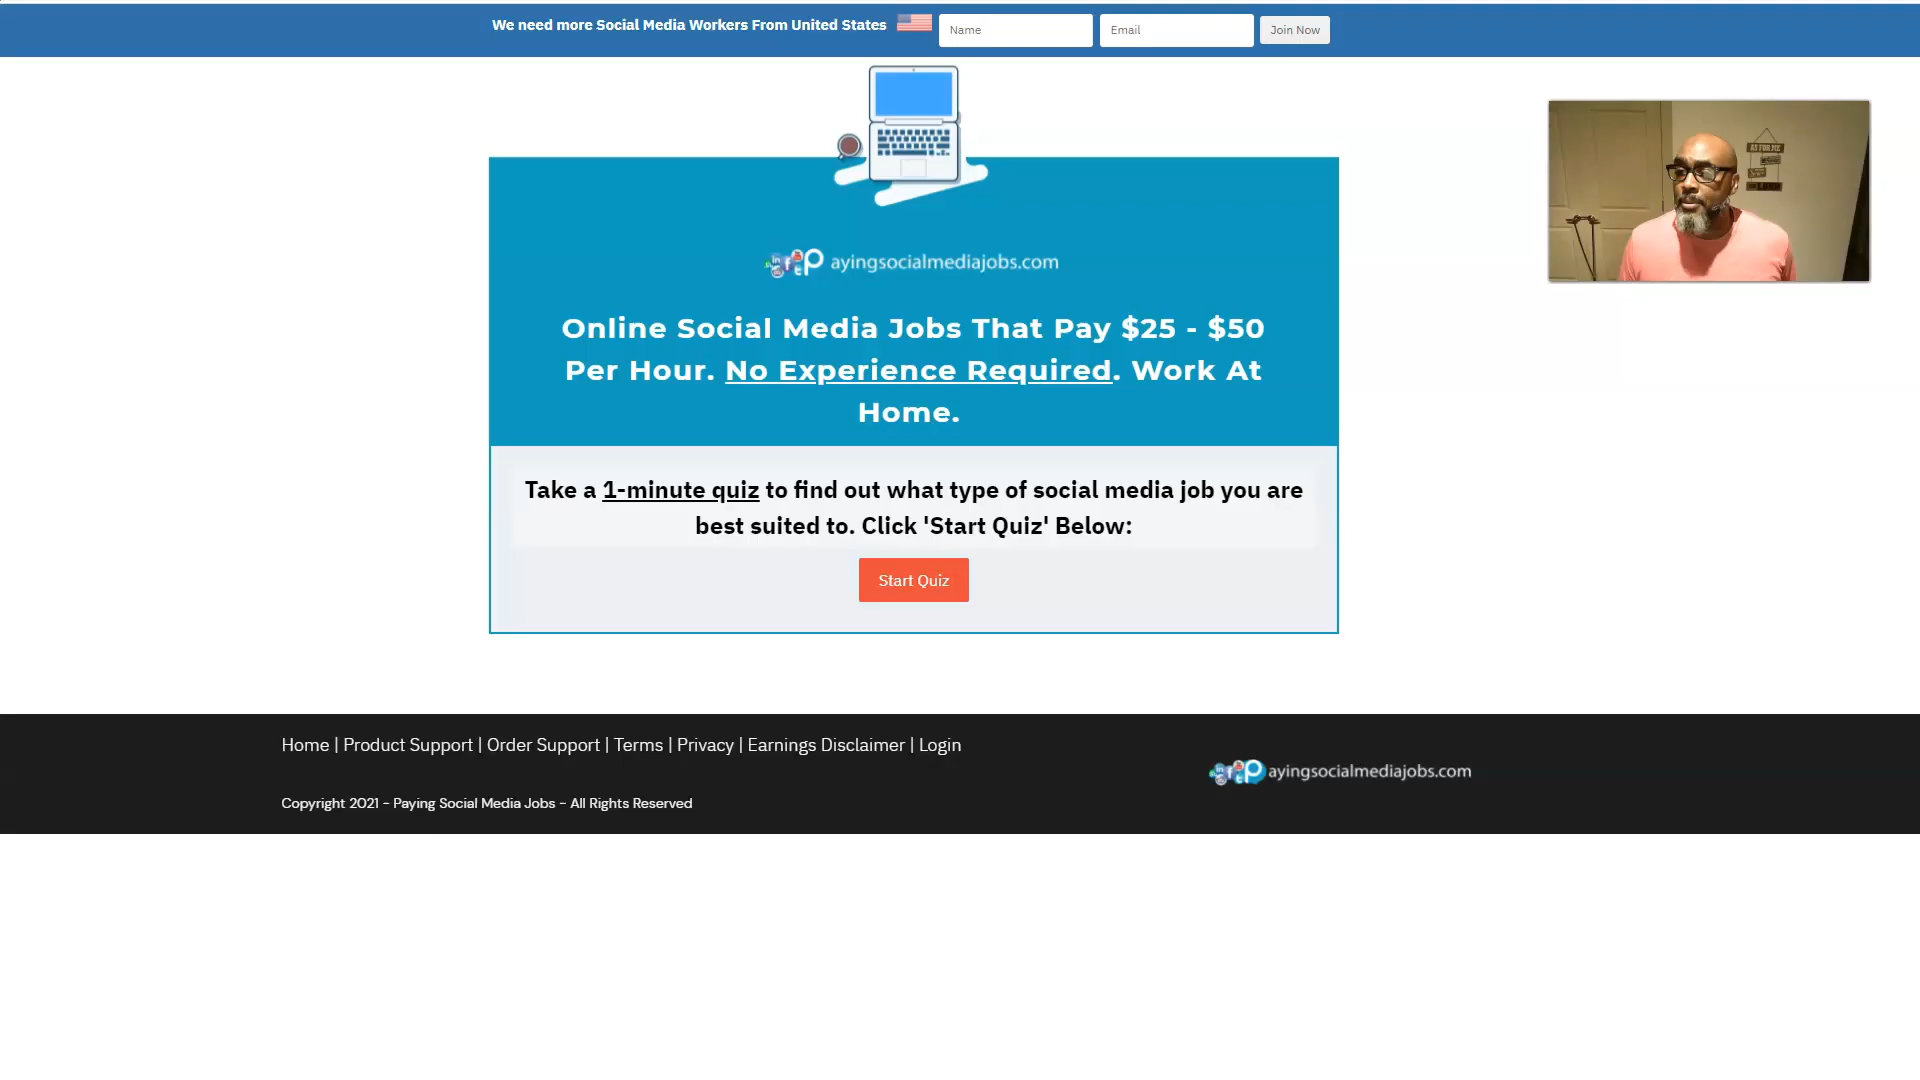 We need more Social Media Workers From United States
Name
Email
Join Now
ayingsocialmediajobs.com
Online Social Media Jobs That Pay $25 - $50
Per Hour. No Experience Required. Work At
Home.
Take a 1-minute quiz to find out what type of social media job you are
best suited to. Click 'Start Quiz' Below:
Start Quiz
AS FOR ME
LORD
Home | Product Support | Order Support | Terms | Privacy | Earnings Disclaimer | Login
ayingsocialmediajobs.com
Copyright 2021 - Paying Social Media Jobs - All Rights Reserved